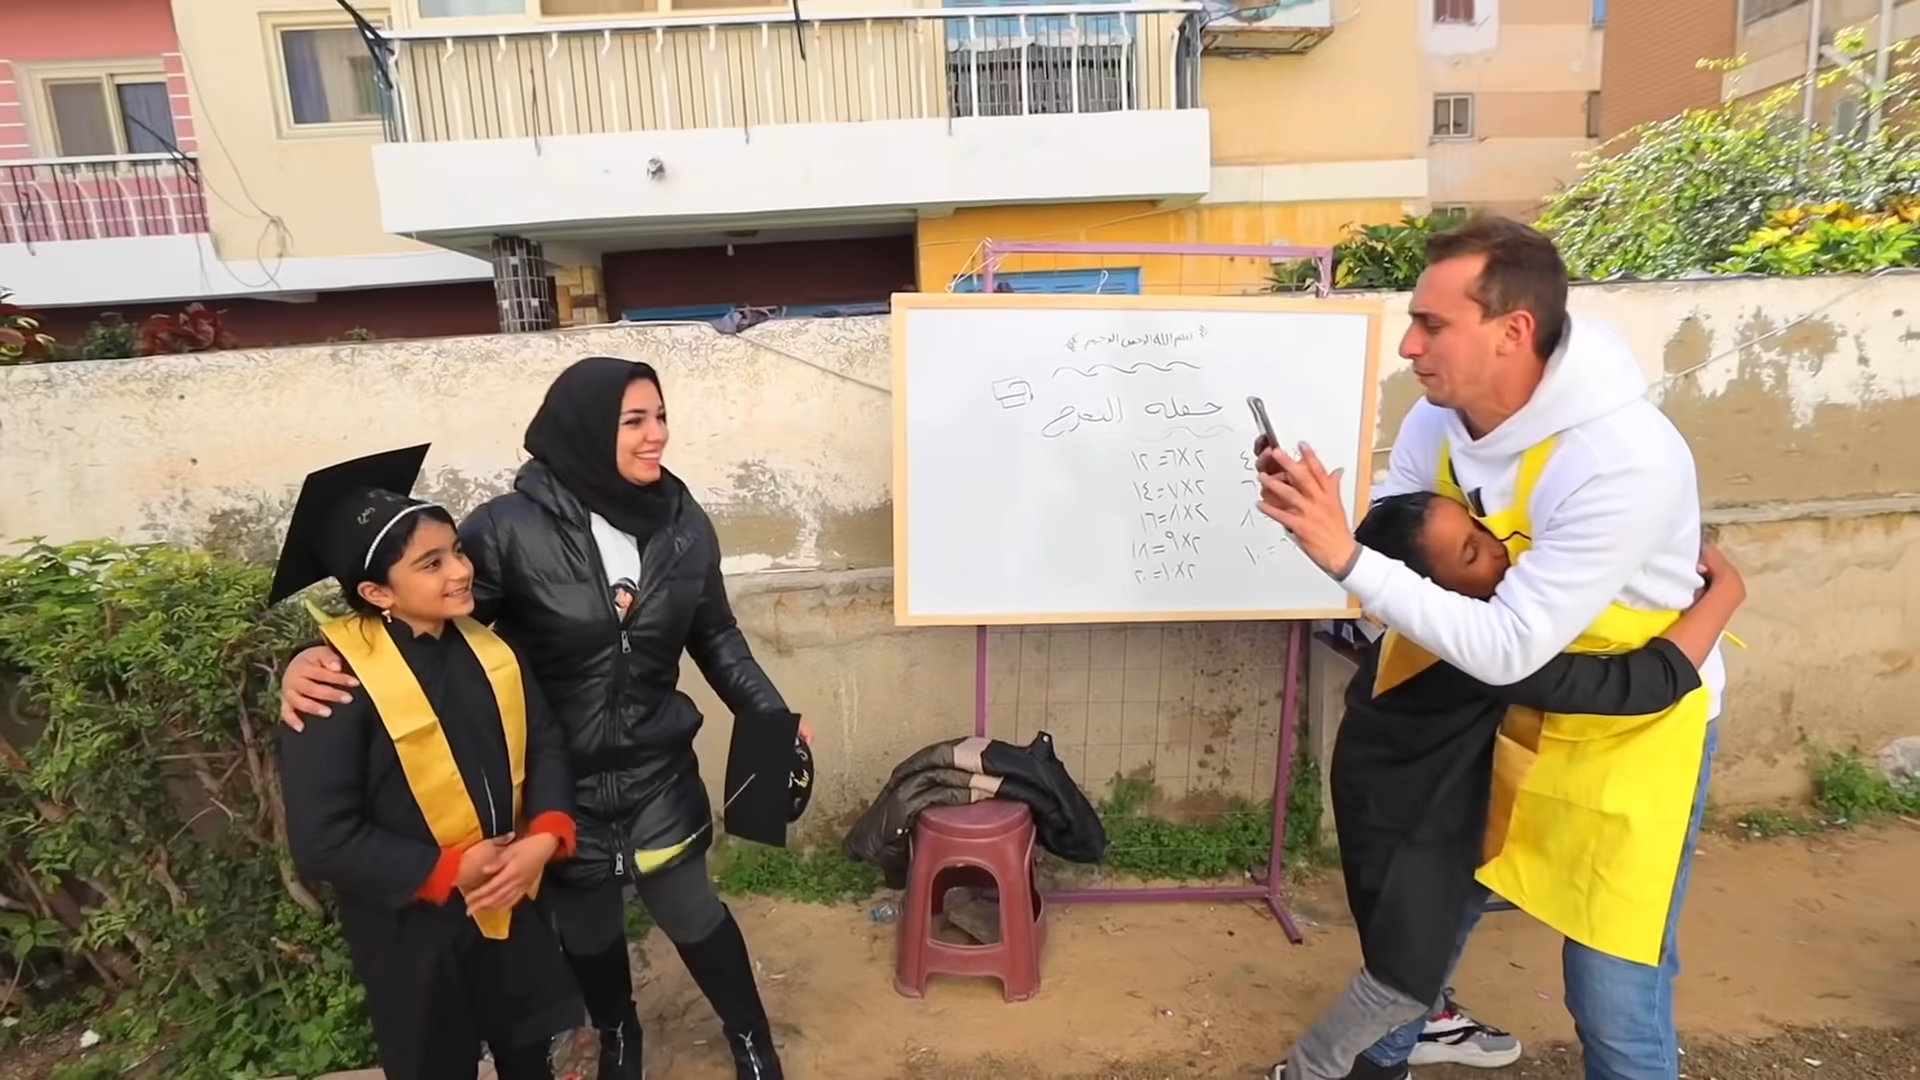 بسم الله الرحمن الرحيم
حفلة التخرج
٢×٦=١٢
٢×٧=١٤
٢×٨=١٦
٢×٩=١٨
٢×١٠=٢٠